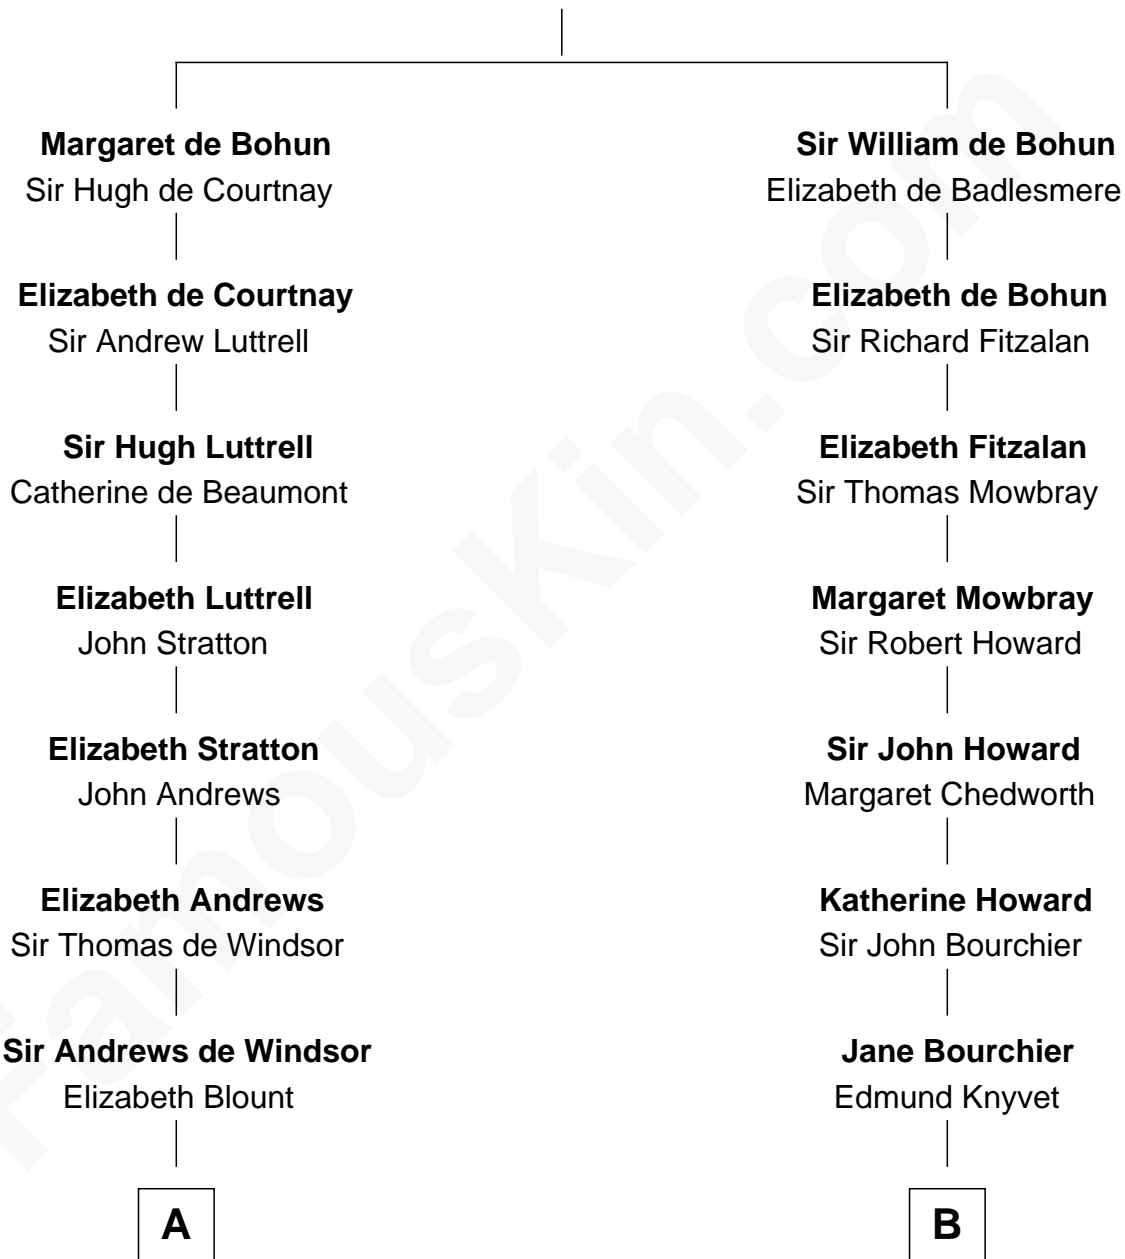 Margaret de Bohun
Sir Hugh de Courtnay
Elizabeth de Courtnay
Sir Andrew Luttrell
Sir Hugh Luttrell
Catherine de Beaumont
Elizabeth Luttrell
John Stratton
Elizabeth Stratton
John Andrews
Elizabeth Andrews
Sir Thomas de Windsor
Sir Andrews de Windsor
Elizabeth Blount
A
Sir William de Bohun
Elizabeth de Badlesmere
Elizabeth de Bohun
Sir Richard Fitzalan
Elizabeth Fitzalan
Sir Thomas Mowbray
Margaret Mowbray
Sir Robert Howard
Sir John Howard
Margaret Chedworth
Katherine Howard
Sir John Bourchier
Jane Bourchier
Edmund Knyvet
B
FamousKin.com